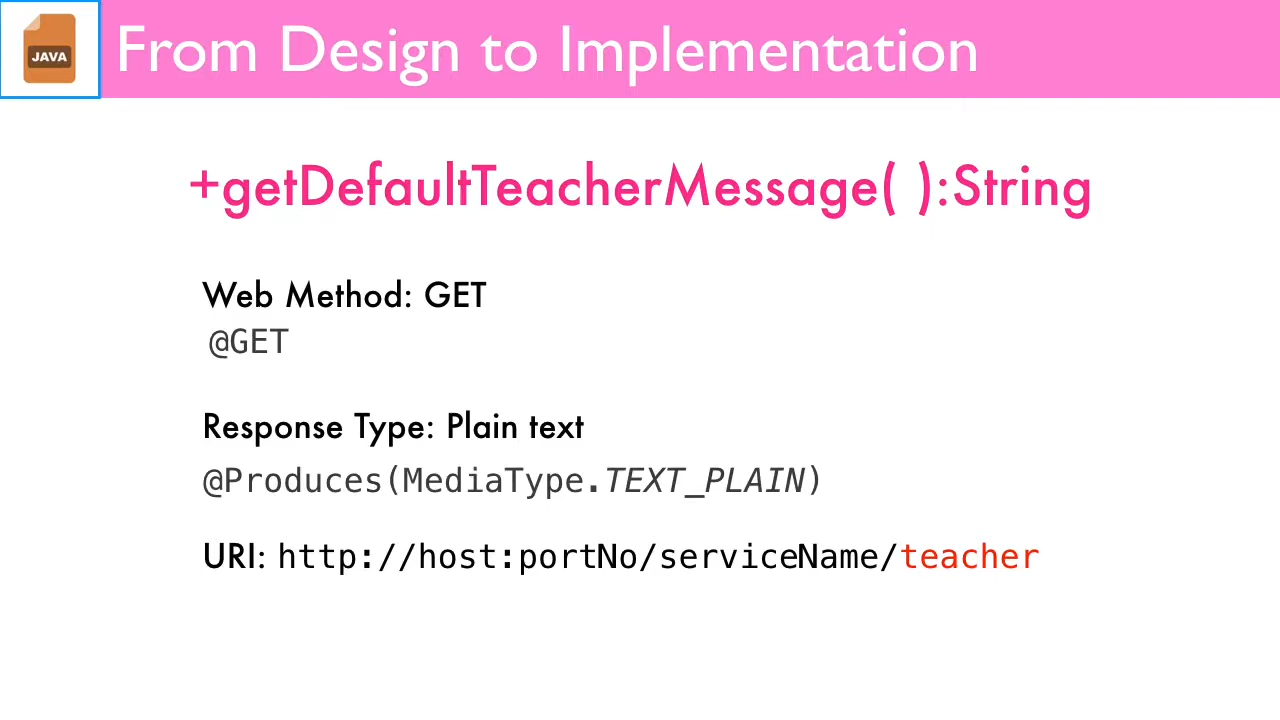 JAVA
From Design to Implementation
+getDefaultTeacherMessage( ):String
Web Method: GET
@GET
Response Type: Plain text
@Produces(MediaType.TEXT_PLAIN)
URI: http://host:portNo/serviceName/teacher